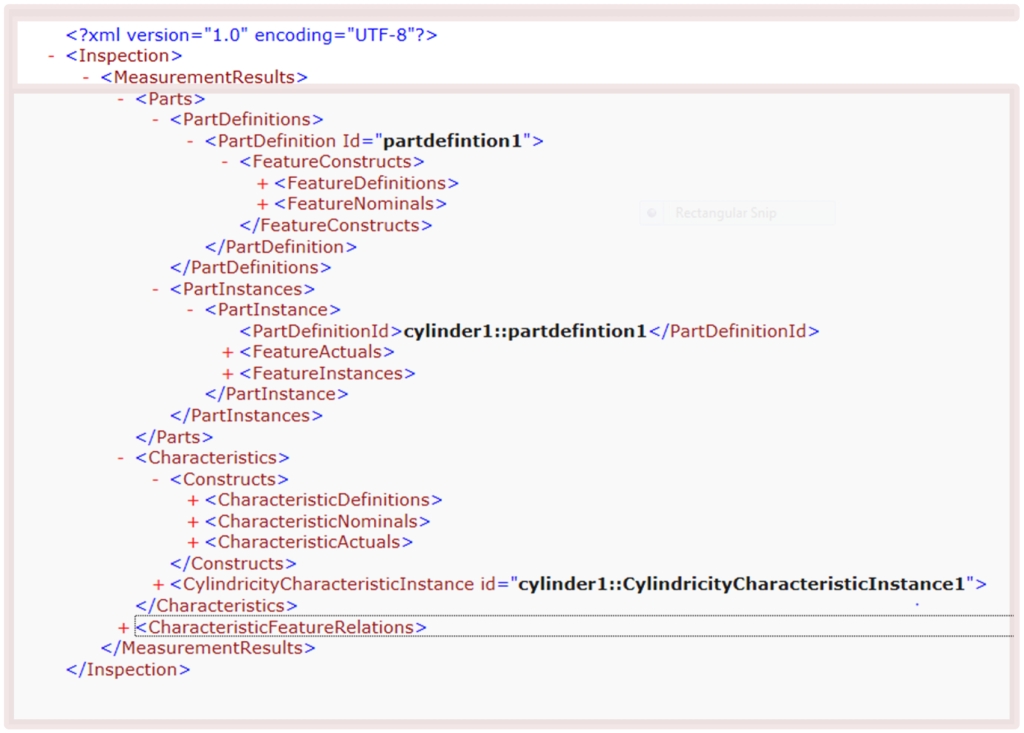 <?xml version="1.0" encoding="UTF-8"?>
- <Inspection>
- <MeasurementResults>
- <Parts>
- <PartDefinitions>
- <PartDefinition Id="partdefintion1">
- <FeatureConstructs>
+ <FeatureDefinitions>
+ <FeatureNominals>
</FeatureConstructs>
Rectangular Snip
</PartDefinition>
</PartDefinitions>
- <PartInstances>
- <PartInstance>
<PartDefinitionId>cylinder1::partdefintion1</PartDefinitionId>
+ <FeatureActuals>
+ <FeatureInstances>
</PartInstance>
</PartInstances>
</Parts>
- <Characteristics>
- <Constructs>
+ <CharacteristicDefinitions>
+ <CharacteristicNominals>
+ <CharacteristicActuals>
</Constructs>
+ <CylindricityCharacteristicInstance id="cylinder1::CylindricityCharacteristicInstance1">
</Characteristics>
+ <CharacteristicFeatureRelations>
</MeasurementResults>
</Inspection>